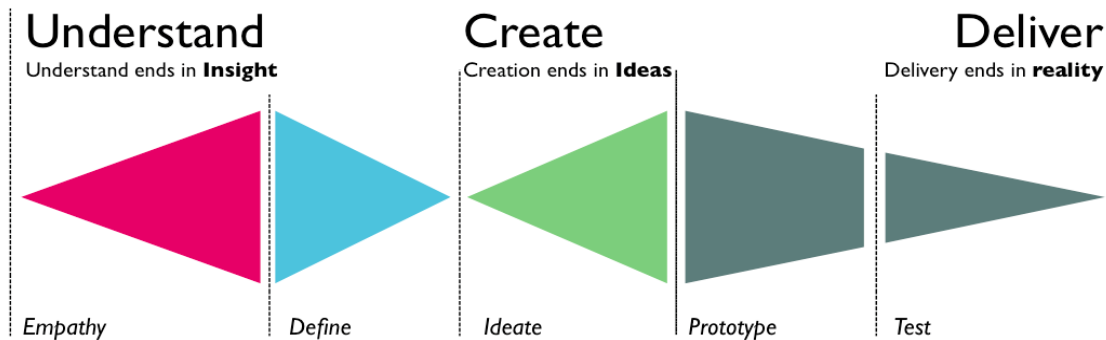 Understand
Understand ends in Insight
Create
Creation ends in Ideas
Deliver
Delivery ends in reality
Empathy
Define
Ideate
Prototype
Test